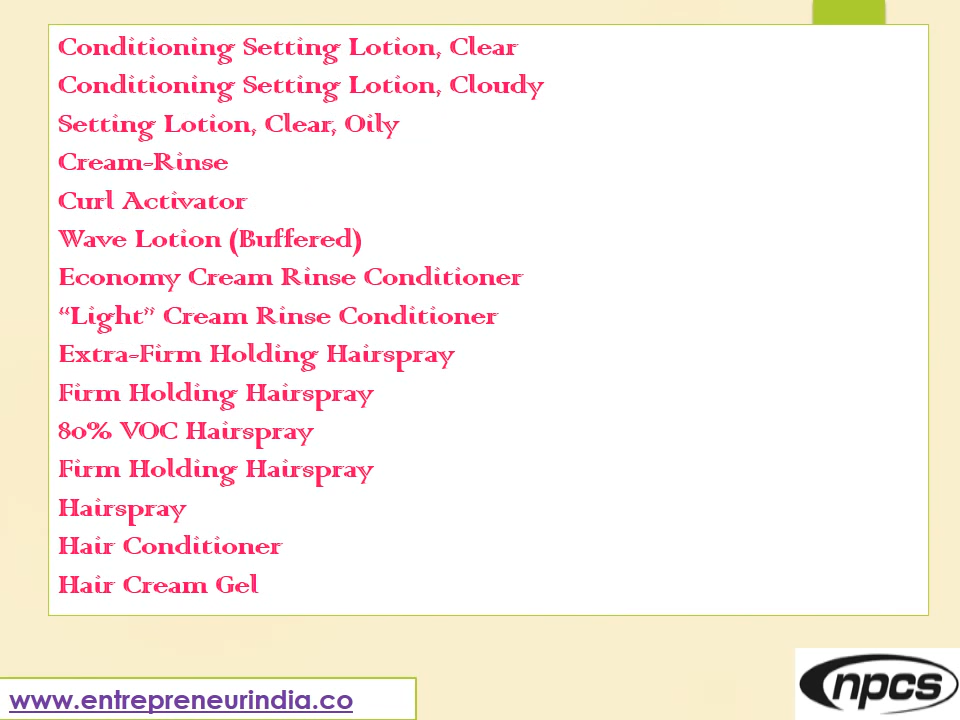 Conditioning Setting Lotion, Clear
Conditioning Setting Lotion, Cloudy
Setting Lotion, Clear, Oily
Cream-Rinse
Curl Activator
Wave Lotion (Buffered)
Economy Cream Rinse Conditioner
“Light” Cream Rinse Conditioner
Extra-Firm Holding Hairspray
Firm Holding Hairspray
80% VOC Hairspray
Firm Holding Hairspray
Hairspray
Hair Conditioner
Hair Cream Gel
www.entrepreneurindia.co
npcs